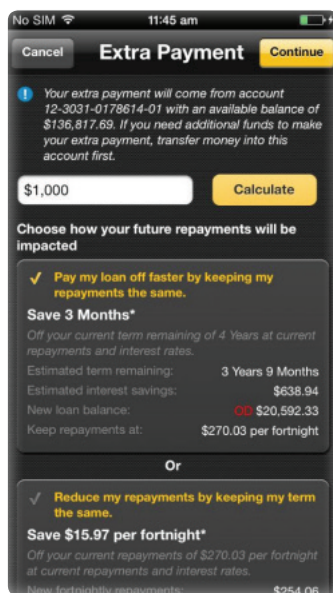 No SIM 11:45 am
Cancel Extra Payment Continue
Your extra payment will come from account
12-3031-0178614-01 with an available balance of
$136,817.69. If you need additional funds to make
your extra payment, transfer money into this
account first.
$1,000 Calculate
Choose how your future repayments will be
impacted
Pay my loan off faster by keeping my
repayments the same.
Save 3 Months*
Off your current term remaining of 4 Years at current
repayments and interest rates.
Estimated term remaining: 3 Years 9 Months
Estimated interest savings: $638.94
New loan balance: OD $20,592.33
Keep repayments at: $270.03 per fortnight
Or
Reduce my repayments by keeping my term
the same.
Save $15.97 per fortnight*
Off your current repayments of $270.03 per fortnight
at current repayments and interest rates.
New fortnightly repayments: $254.06